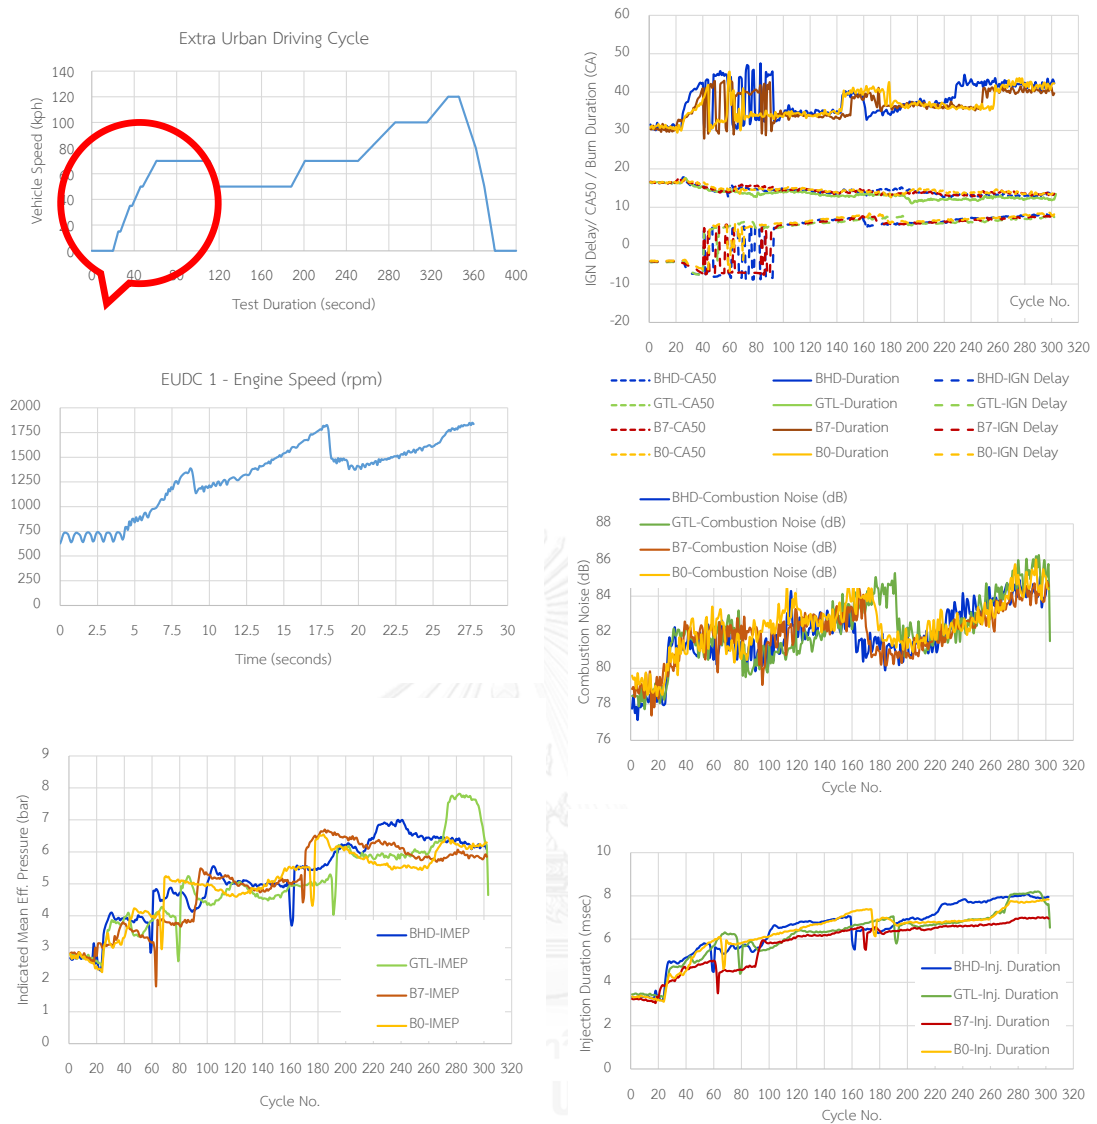 Extra Urban Driving Cycle
Vehicle Speed (kph)
140
120
100
80
60
40
20
0
0 40 80 120 160 200 240 280 320 360 400
Test Duration (second)
EUDC 1 - Engine Speed (rpm)
2000
1750
1500
1250
1000
750
500
250
0
0 2.5 5 7.5 10 12.5 15 17.5 20 22.5 25 27.5 30
Time (seconds)
Indicated Mean Eff. Pressure (bar)
9
8
7
6
5
4
3
2
1
0
BHD-IMEP
GTL-IMEP
B7-IMEP
B0-IMEP
0 20 40 60 80 100 120 140 160 180 200 220 240 260 280 300 320
Cycle No.
IGN Delay/ CA50 / Burn Duration (CA)
60
50
40
30
20
10
0
-10
-20
Cycle No.
0 20 40 60 80 100 120 140 160 180 200 220 240 260 280 300 320
BHD-CA50 BHD-Duration BHD-IGN Delay
GTL-CA50 GTL-Duration GTL-IGN Delay
B7-CA50 B7-Duration B7-IGN Delay
B0-CA50 B0-Duration B0-IGN Delay
BHD-Combustion Noise (dB)
GTL-Combustion Noise (dB)
B7-Combustion Noise (dB)
B0-Combustion Noise (dB)
Combustion Noise (dB)
88
86
84
82
80
78
76
0 20 40 60 80 100 120 140 160 180 200 220 240 260 280 300 320
Cycle No.
Injection Duration (msec)
10
8
6
4
2
0
BHD-Inj. Duration
GTL-Inj. Duration
B7-Inj. Duration
B0-Inj. Duration
0 20 40 60 80 100 120 140 160 180 200 220 240 260 280 300 320
Cycle No.